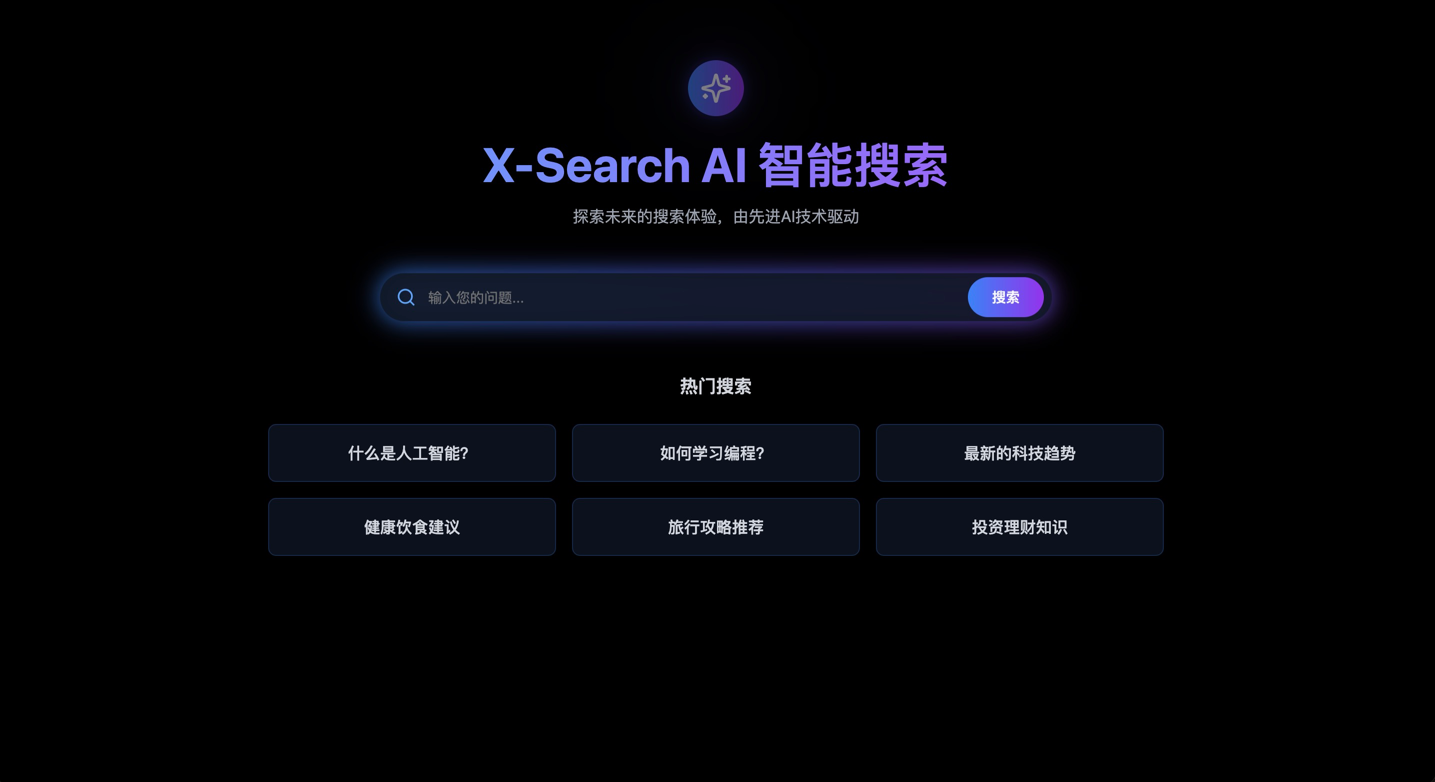 X-Search AI 智能搜索
探索未来的搜索体验，由先进AI技术驱动
输入您的问题...
搜索
热门搜索
什么是人工智能?
如何学习编程?
最新的科技趋势
健康饮食建议
旅行攻略推荐
投资理财知识